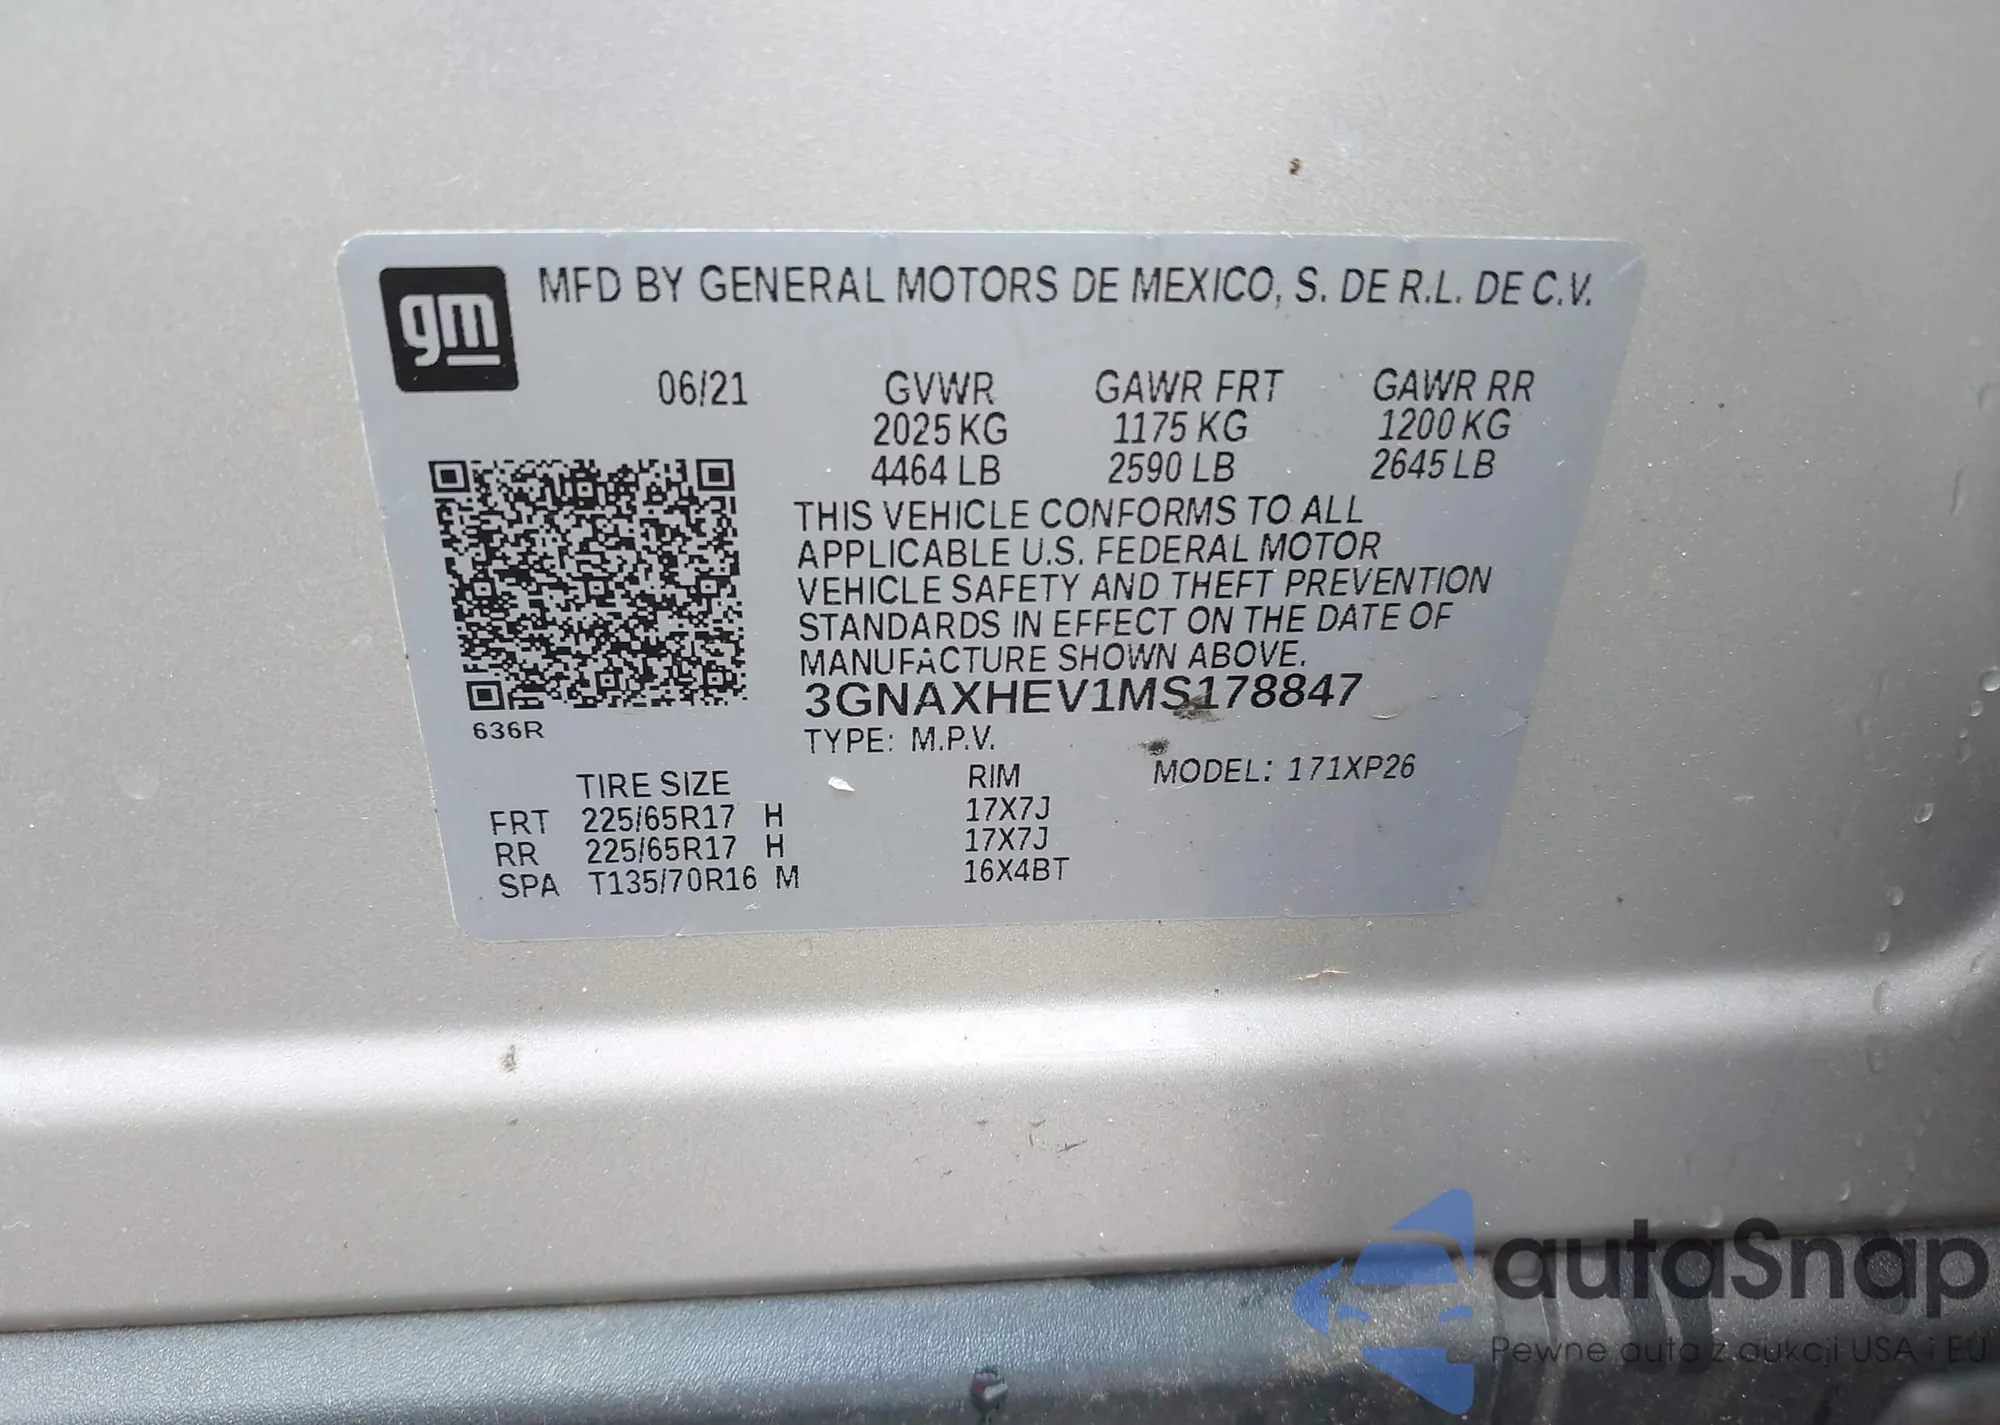 gm
MFD BY GENERAL MOTORS DE MEXICO, S. DE R.L. DE C.V.
06/21 GVWR GAWR FRT GAWR RR
2025 KG 1175 KG 1200 KG
4464 LB 2590 LB 2645 LB
THIS VEHICLE CONFORMS TO ALL
APPLICABLE U.S. FEDERAL MOTOR
VEHICLE SAFETY AND THEFT PREVENTION
STANDARDS IN EFFECT ON THE DATE OF
MANUFACTURE SHOWN ABOVE.
3GNAXHEV1MS178847
636R
TYPE: M.P.V.
TIRE SIZE RIM MODEL: 171XP26
FRT 225/65R17 H 17X7J
RR 225/65R17 H 17X7J
SPA T135/70R16 M 16X4BT
autaSnap
Pewne auta z aukcji USA i EU